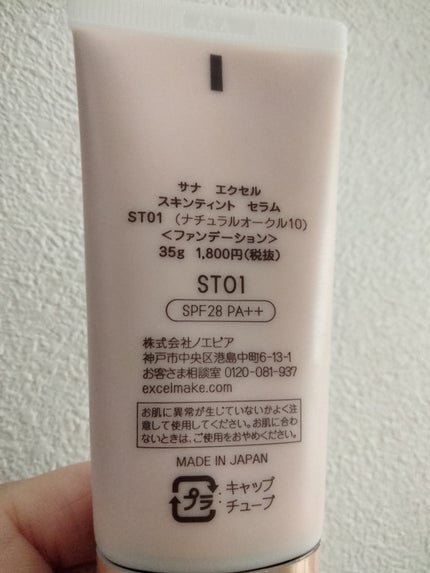 サナ エクセル
スキンティント セラム
ST01 (ナチュラルオークル10)
<ファンデーション>
35g 1,800円(税抜)
ST01
SPF28 PA++
株式会社ノエビア
神戸市中央区港島中町6-13-1
お客さま相談室 0120-081-937
excelmake.com
お肌に異常が生じていないかよく注
意して使用してください。お肌に合わ
ないときは、ご使用をおやめください。
MADE IN JAPAN
プラ
:キャップ
チューブ